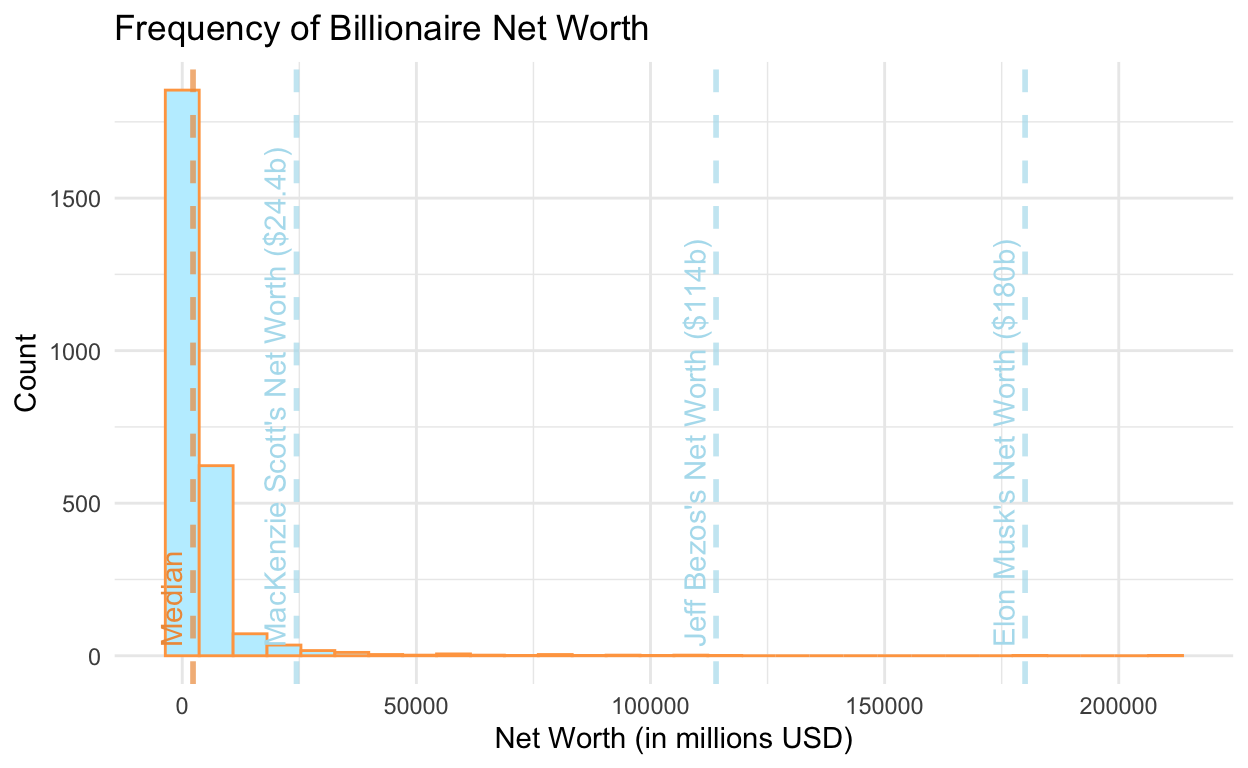 Frequency of Billionaire Net Worth
Count
1500
1000
500
0
Median
MacKenzie Scott's Net Worth ($24.4b)
Jeff Bezos's Net Worth ($114b)
Elon Musk's Net Worth ($180b)
0
50000
100000
150000
200000
Net Worth (in millions USD)